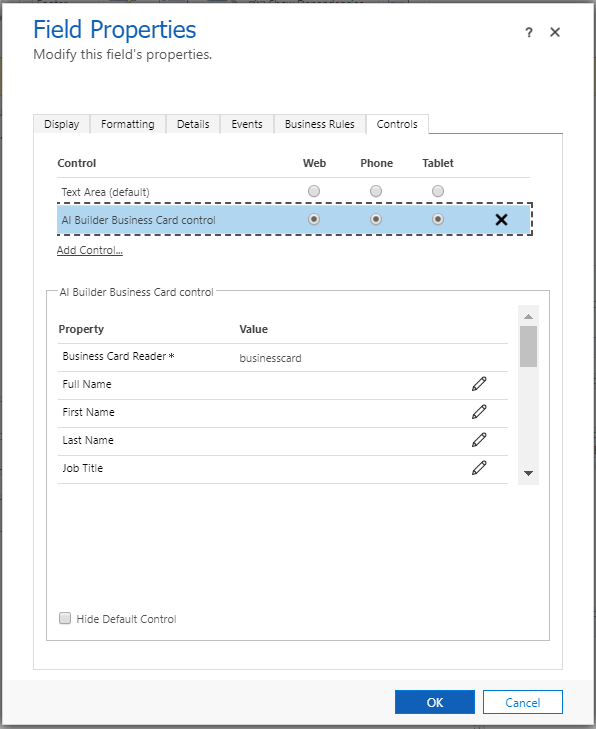 Field Properties
? ×
Modify this field's properties.
Display Formatting Details Events Business Rules Controls
Control Web Phone Tablet
Text Area (default)
AI Builder Business Card control
Add Control...
AI Builder Business Card control
Property Value
Business Card Reader * businesscard
Full Name
First Name
Last Name
Job Title
Hide Default Control
OK Cancel